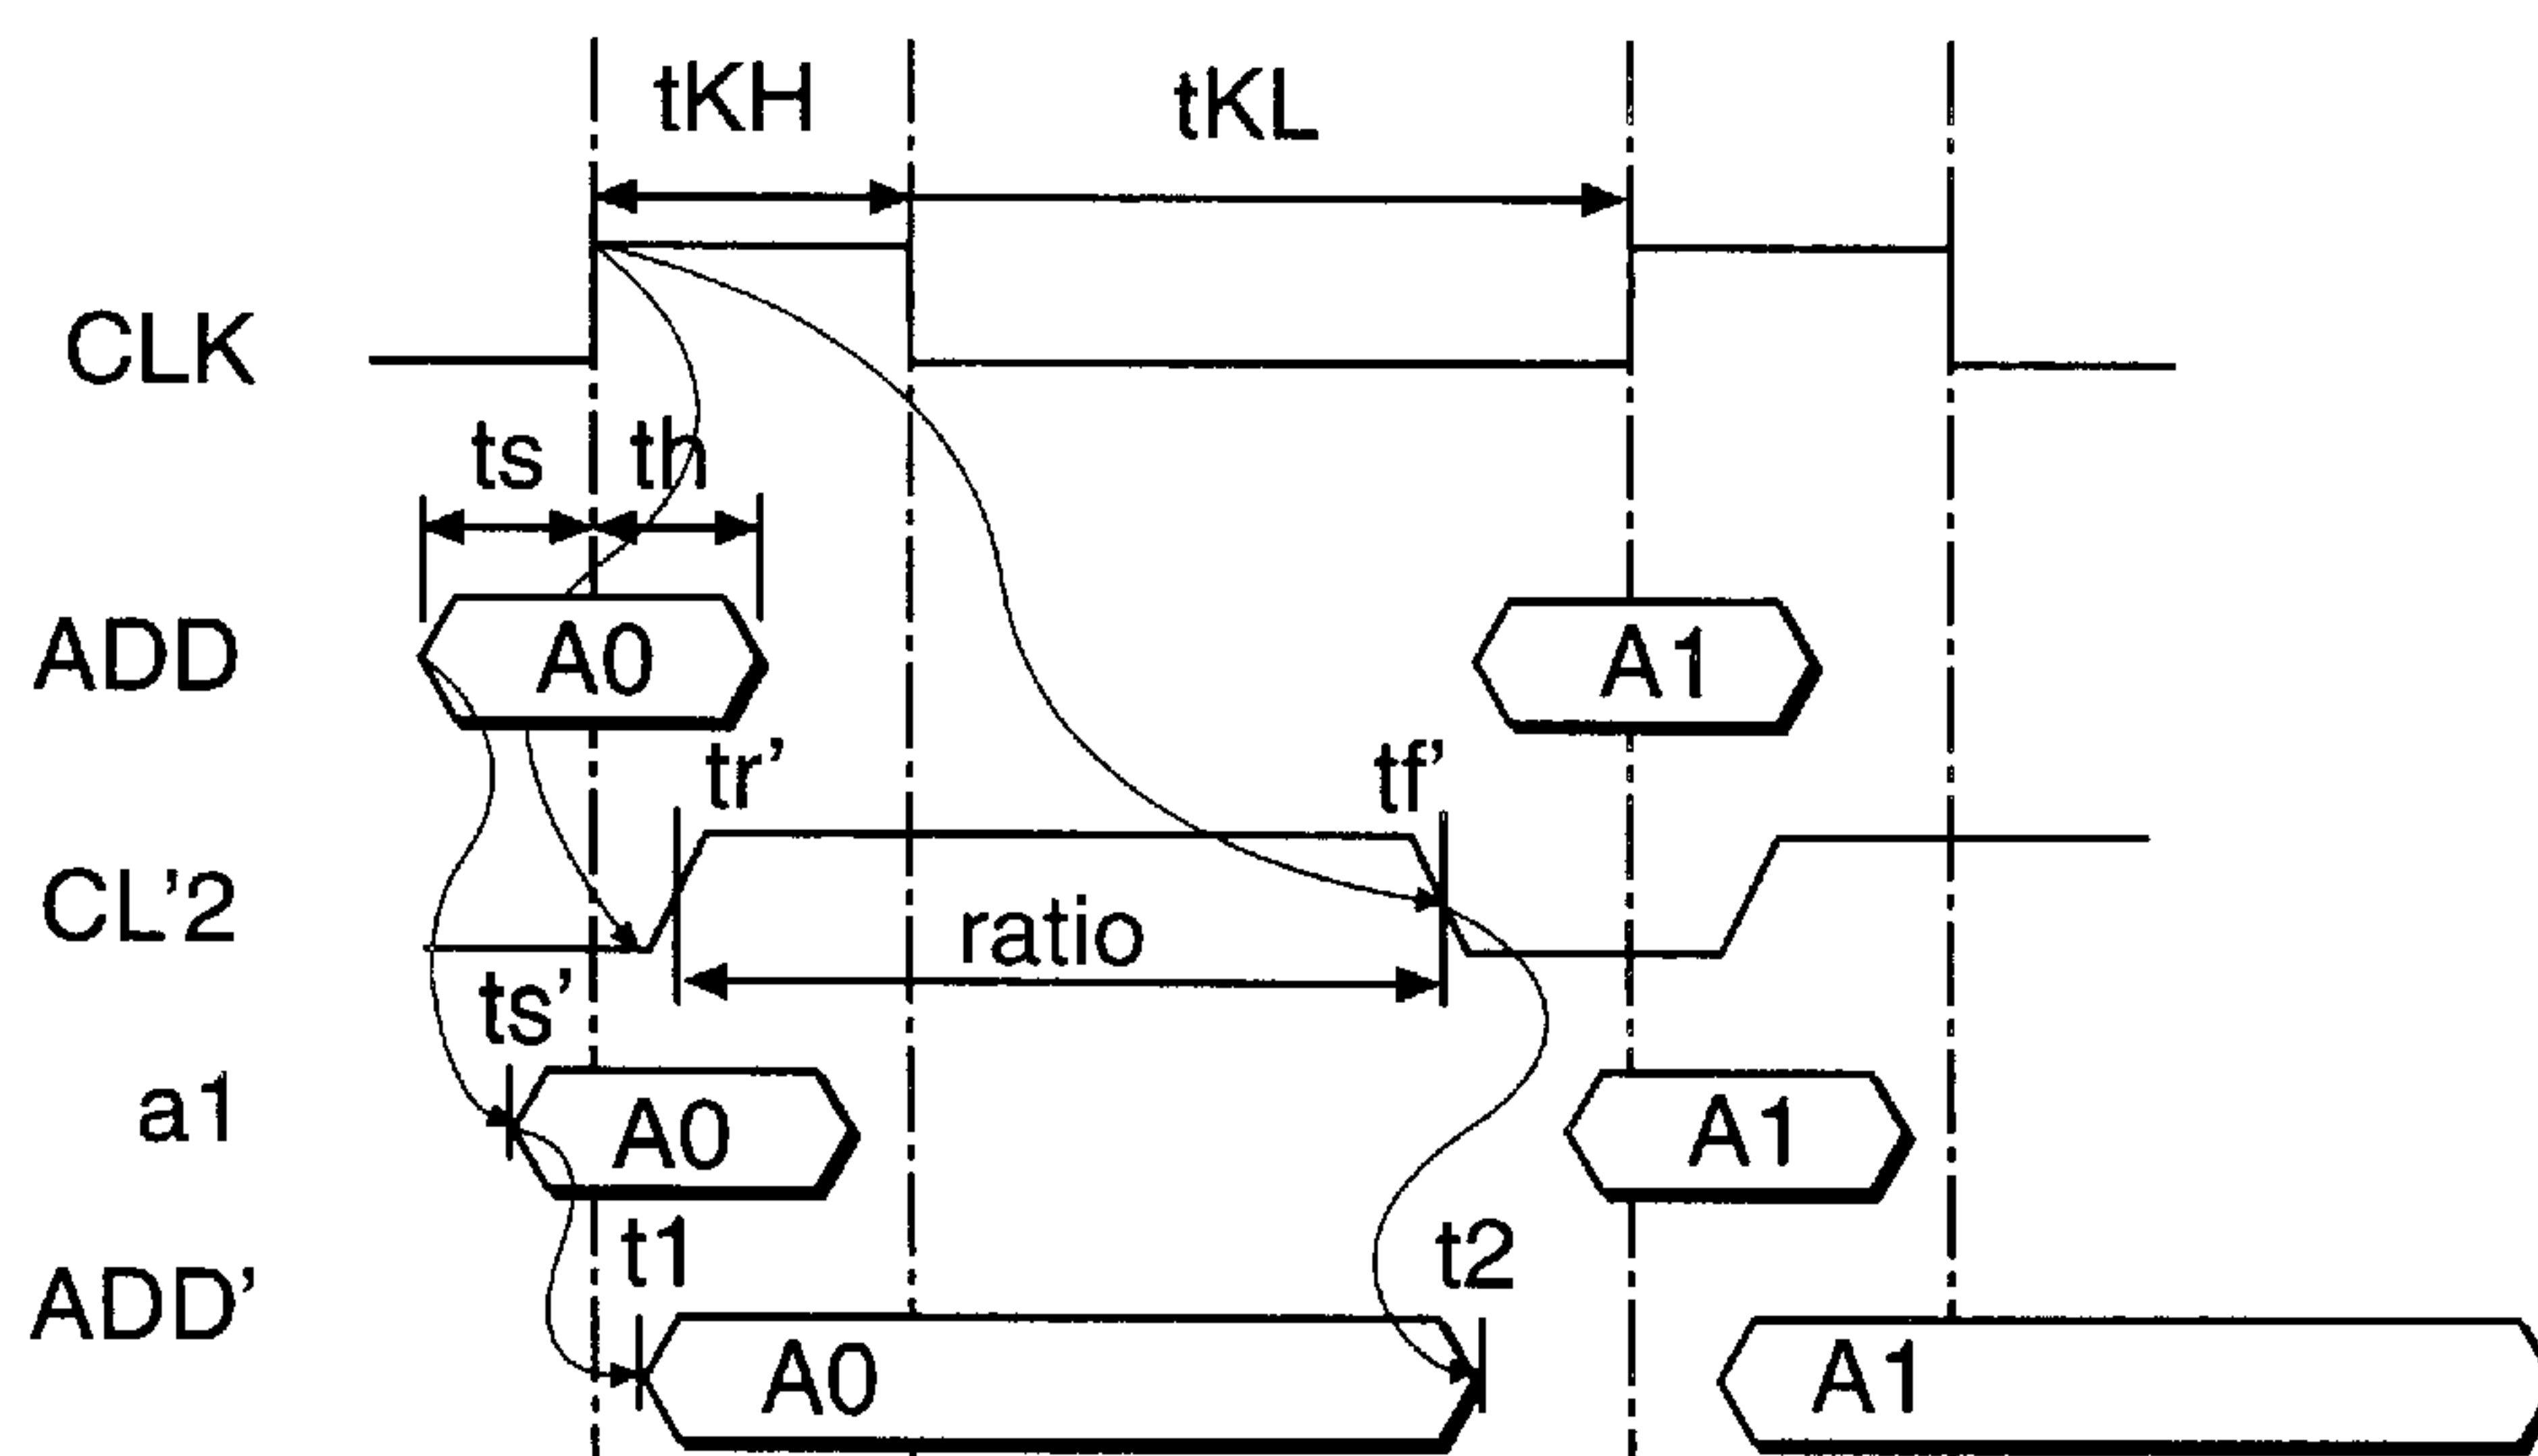 tKH tKL
CLK
ts th
ADD A0 A1
tr’ tf’
CL’2 ratio
ts’
a1 A0 A1
t1 t2
ADD’ A0 A1